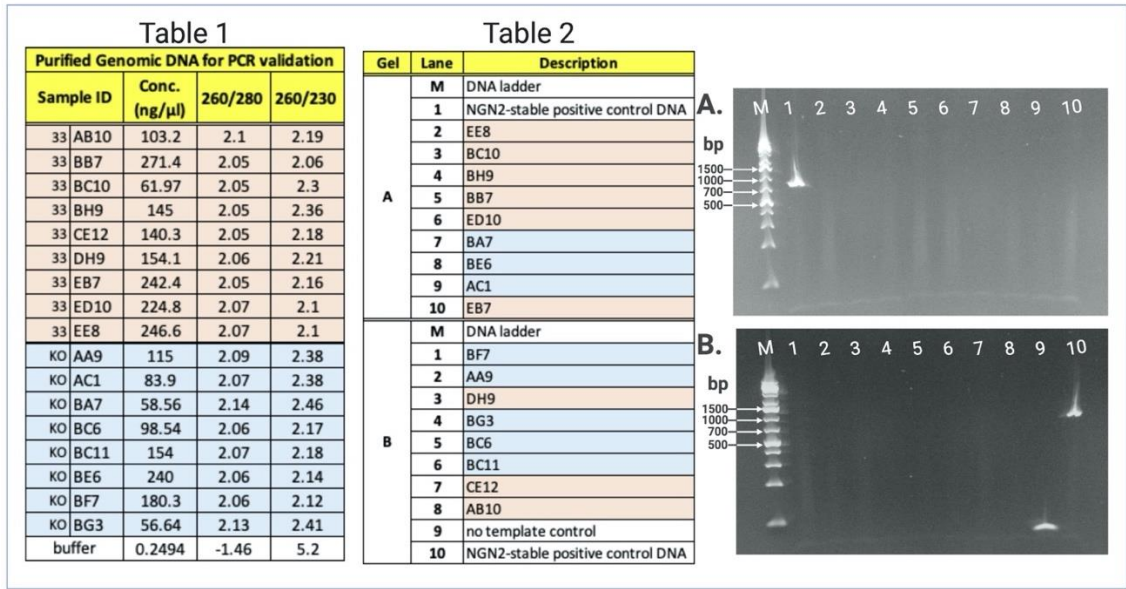 Table 1
Purified Genomic DNA for PCR validation
Sample ID Conc. (ng/µl) 260/280 260/230
33 AB10 103.2 2.1 2.19
33 BB7 271.4 2.05 2.06
33 BC10 61.97 2.05 2.3
33 BH9 145 2.05 2.36
33 CE12 140.3 2.05 2.18
33 DH9 154.1 2.06 2.21
33 EB7 242.4 2.05 2.16
33 ED10 224.8 2.07 2.1
33 EE8 246.6 2.07 2.1
KO AA9 115 2.09 2.38
KO AC1 83.9 2.07 2.38
KO BA7 58.56 2.14 2.46
KO BC6 98.54 2.06 2.17
KO BC11 154 2.07 2.18
KO BE6 240 2.06 2.14
KO BF7 180.3 2.06 2.12
KO BG3 56.64 2.13 2.41
buffer 0.2494 -1.46 5.2
Table 2
Gel Lane Description
A
M DNA ladder
1 NGN2-stable positive control DNA
2 EE8
3 BC10
4 BH9
5 BB7
6 ED10
7 BA7
8 BE6
9 AC1
10 EB7
B
M DNA ladder
1 BF7
2 AA9
3 DH9
4 BG3
5 BC6
6 BC11
7 CE12
8 AB10
9 no template control
10 NGN2-stable positive control DNA
A.
M 1 2 3 4 5 6 7 8 9 10
bp
1500
1000
700
500
B.
M 1 2 3 4 5 6 7 8 9 10
bp
1500
1000
700
500